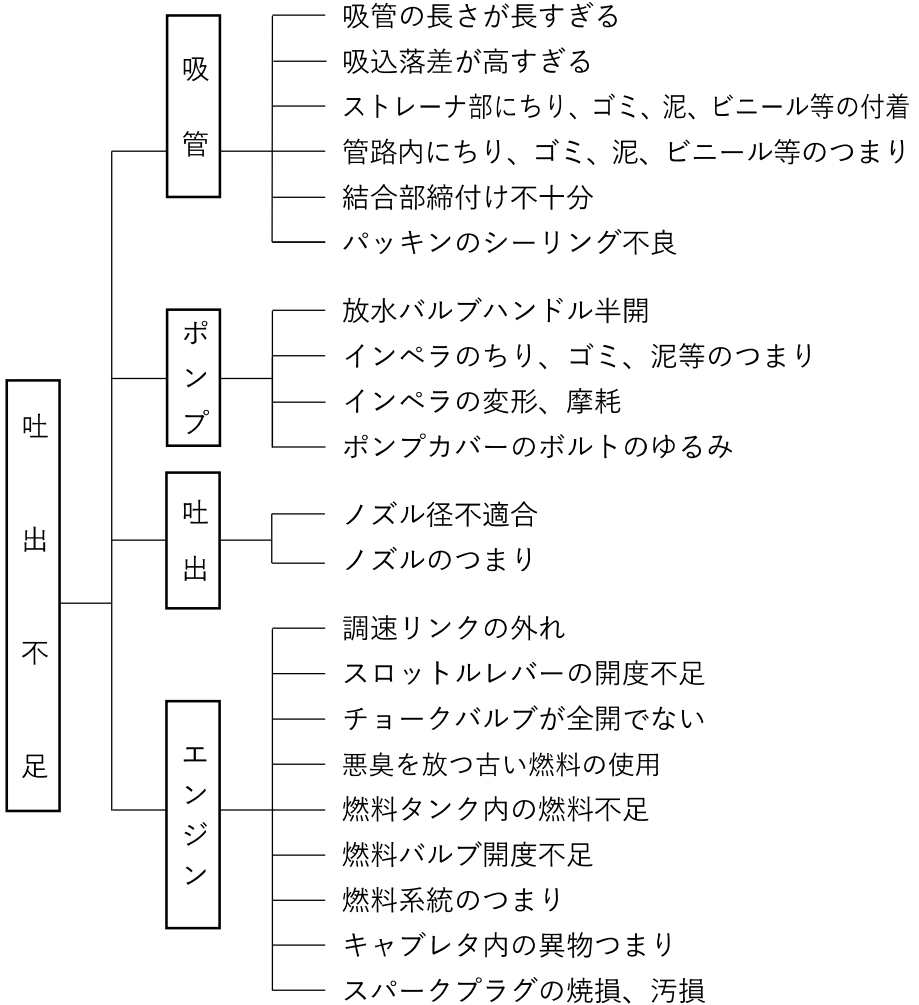 吐出不足
吸管
吸管の長さが長すぎる
吸込落差が高すぎる
ストレーナ部にちり、ゴミ、泥、ビニール等の付着
管路内にちり、ゴミ、泥、ビニール等のつまり
結合部締付け不十分
パッキンのシーリング不良
ポンプ
放水バルブハンドル半開
インペラのちり、ゴミ、泥等のつまり
インペラの変形、摩耗
ポンプカバーのボルトのゆるみ
吐出
ノズル径不適合
ノズルのつまり
エンジン
調速リンクの外れ
スロットルレバーの開度不足
チョークバルブが全開でない
悪臭を放つ古い燃料の使用
燃料タンク内の燃料不足
燃料バルブ開度不足
燃料系統のつまり
キャブレタ内の異物つまり
スパークプラグの焼損、汚損